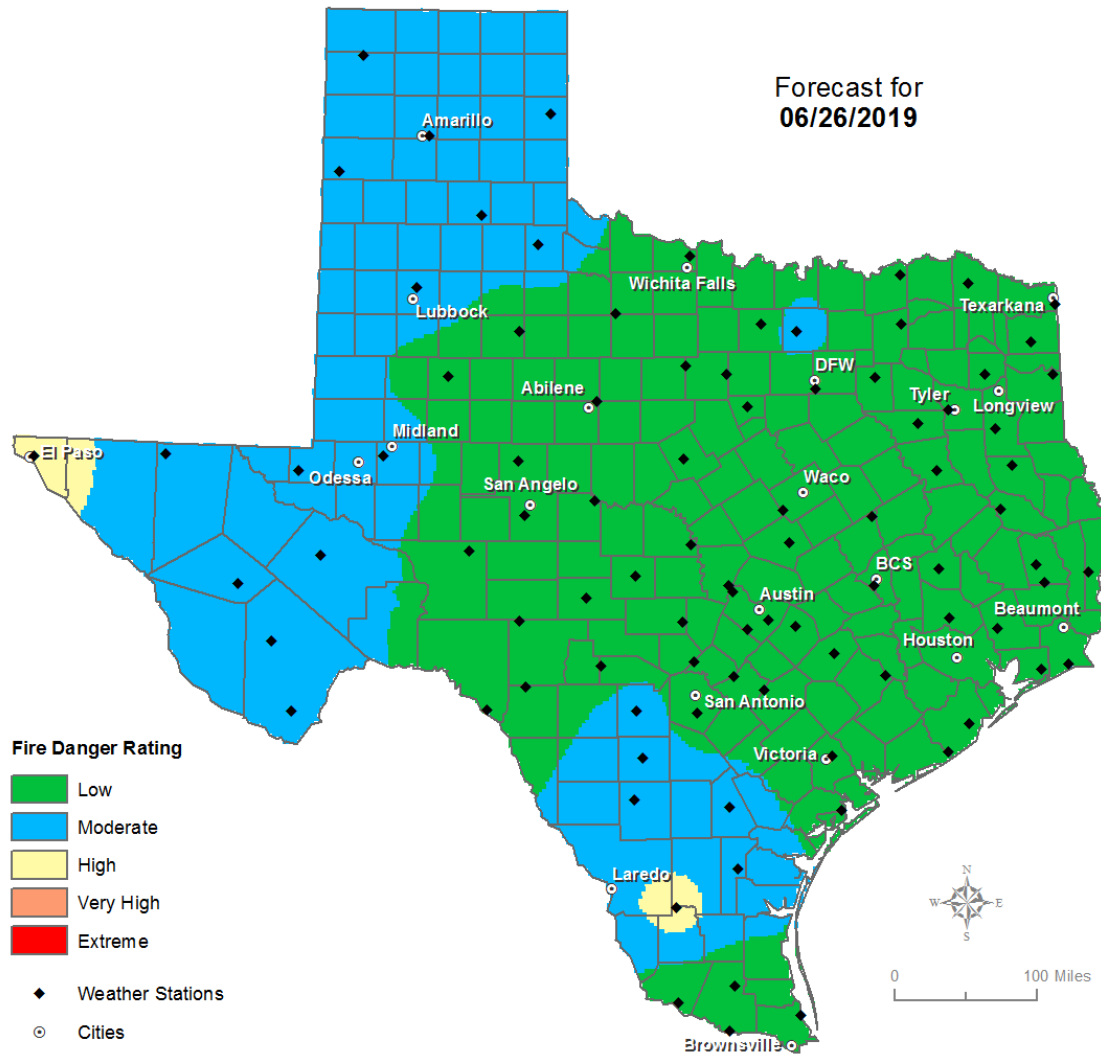 Forecast for
06/26/2019
Amarillo
Wichita Falls
Lubbock
Texarkana
DFW
Abilene
Tyler
Longview
Midland
El Paso
Odessa
San Angelo
Waco
BCS
Austin
Beaumont
Houston
San Antonio
Victoria
Laredo
Brownsville
Fire Danger Rating
Low
Moderate
High
Very High
Extreme
Weather Stations
Cities
N
W E
S
0 100 Miles